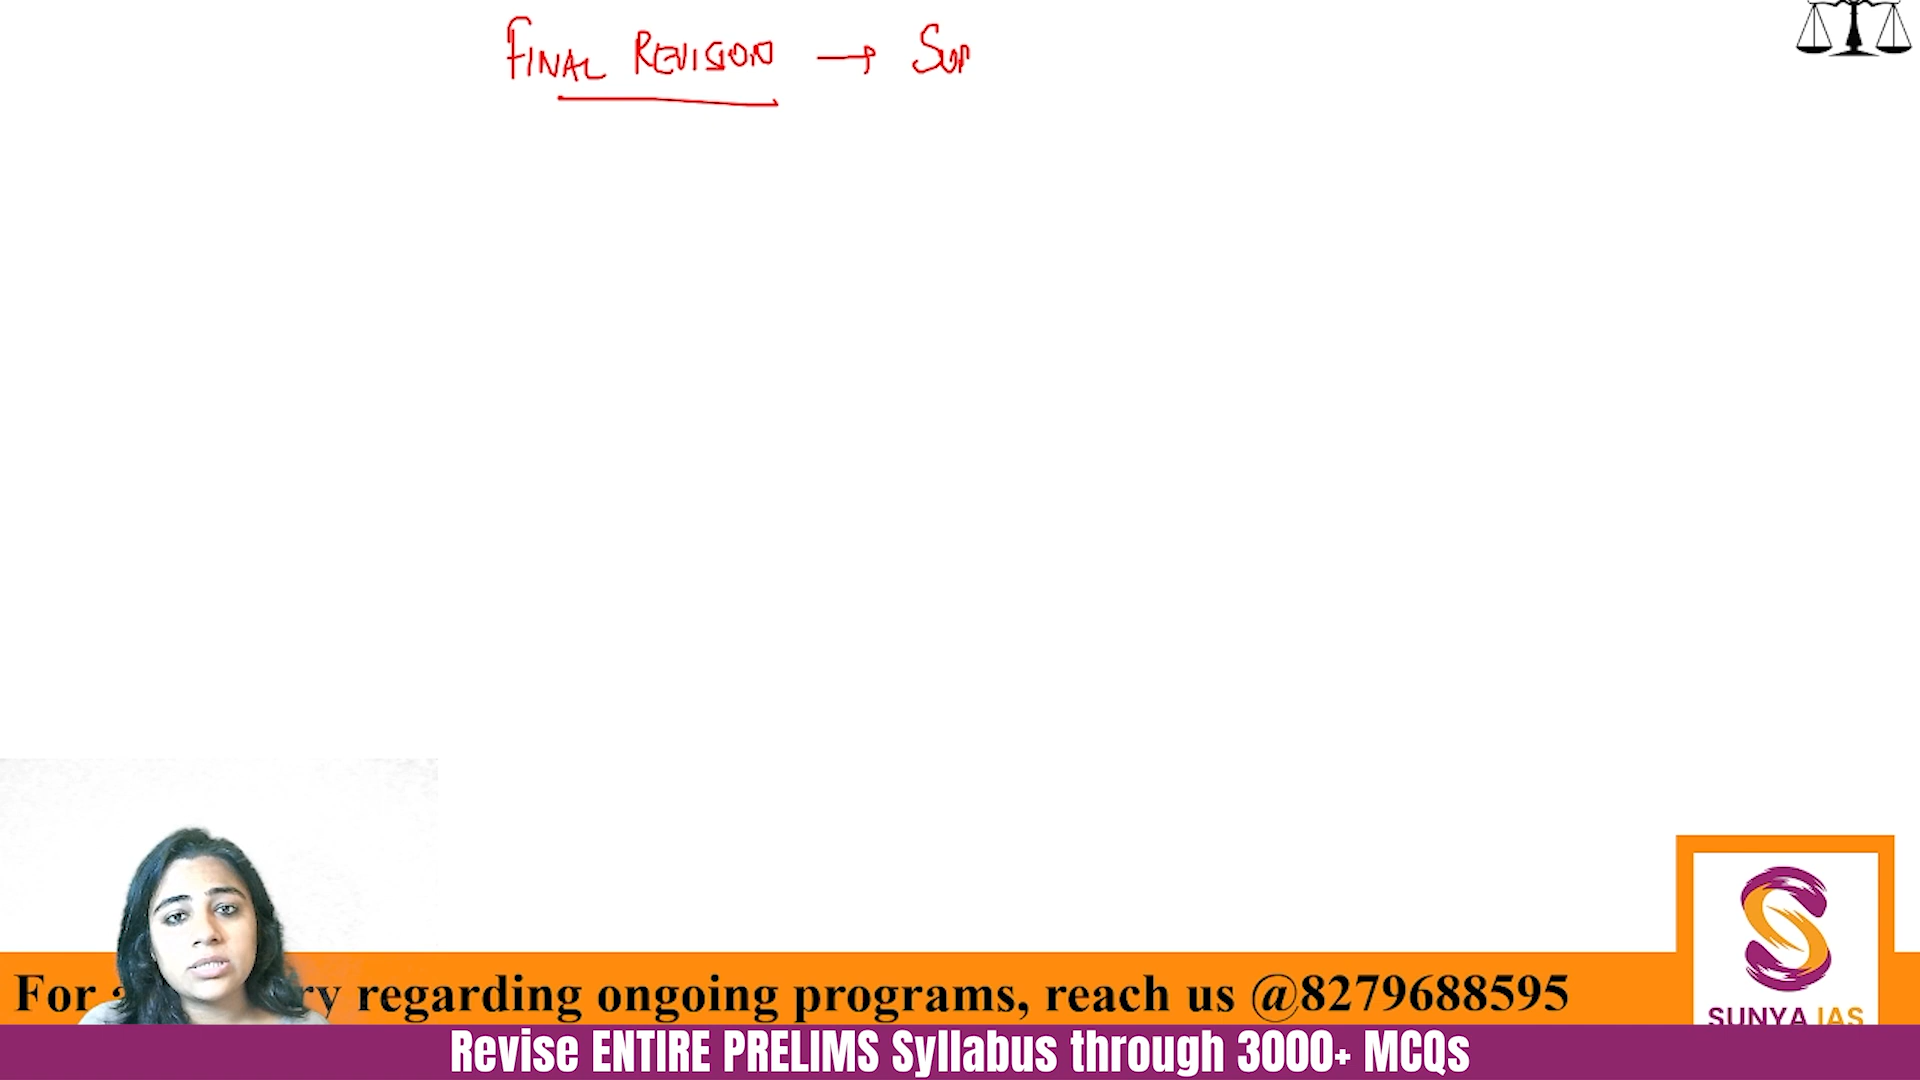 FINAL REVISION → Sun
For a ry regarding ongoing programs, reach us @8279688595
SUNYA IAS
Revise ENTIRE PRELIMS Syllabus through 3000+ MCQs